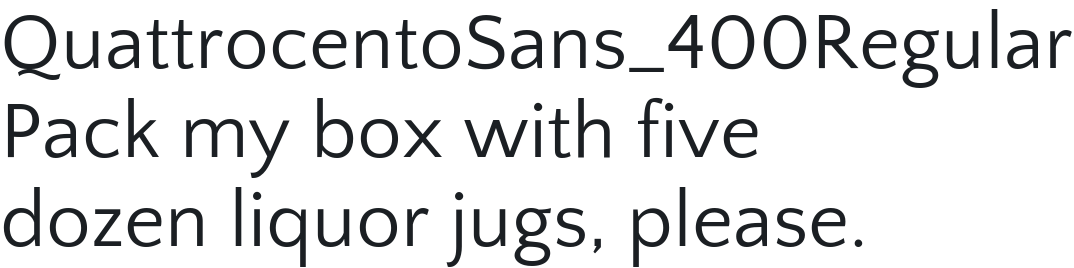 QuattrocentoSans_400Regular
Pack my box with five
dozen liquor jugs, please.